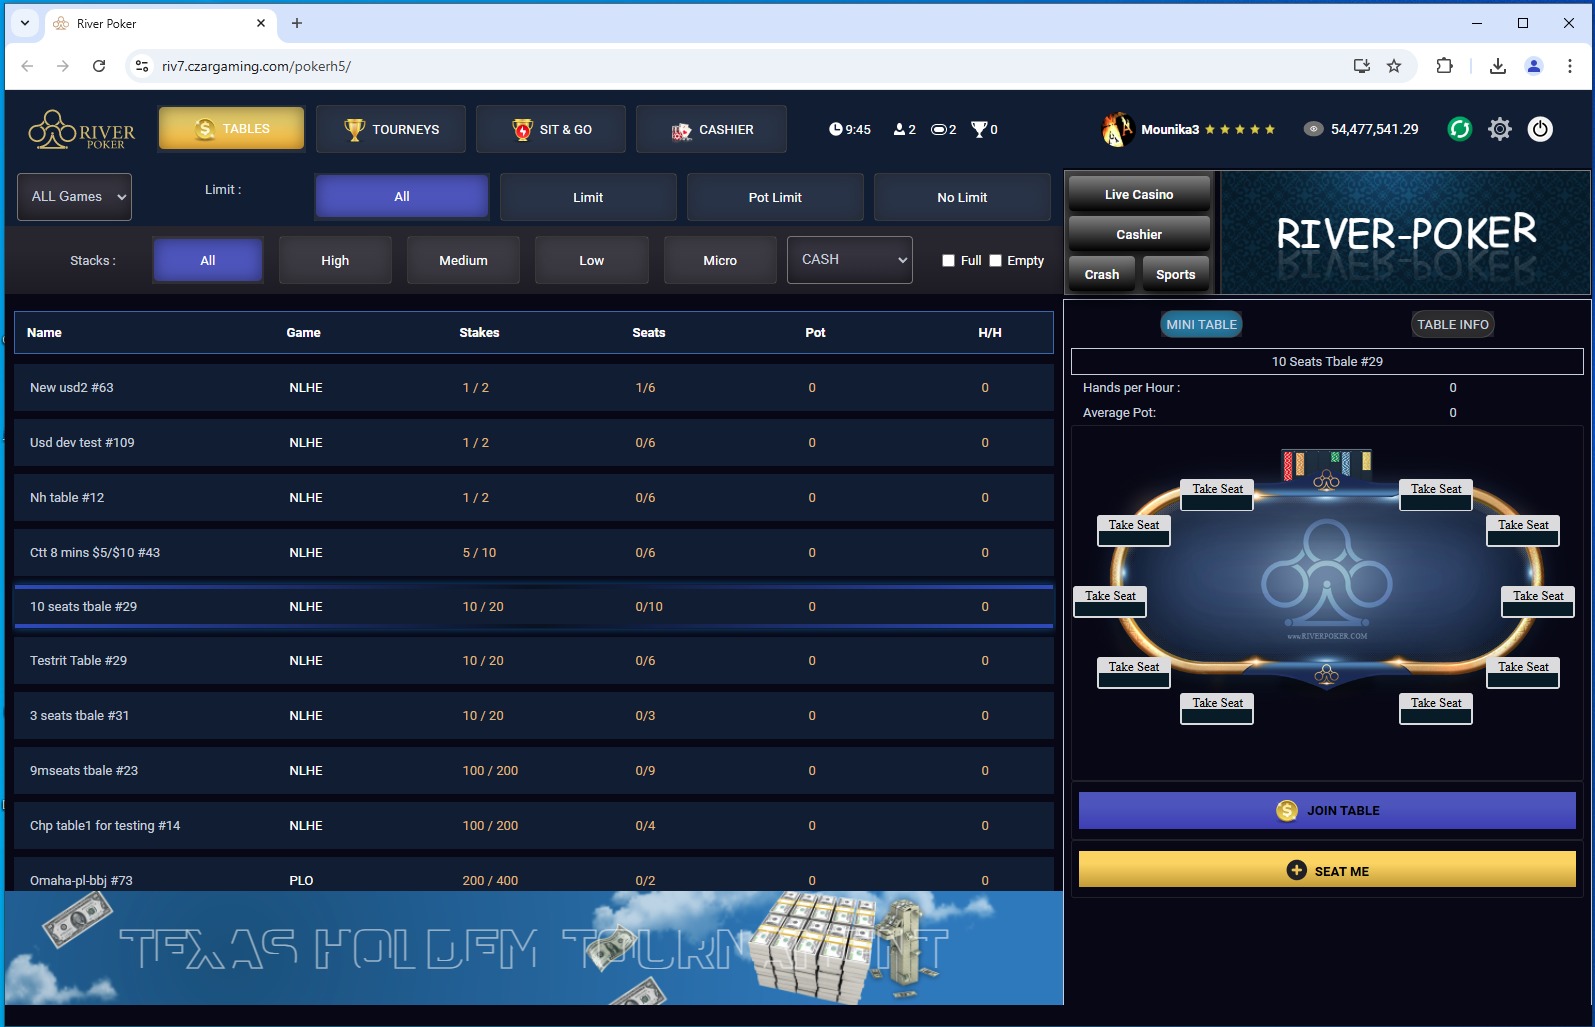 River Poker
riv7.czargaming.com/pokerh5/
RIVER
POKER
TABLES
TOURNEYS
SIT & GO
CASHIER
9:45
2
2
0
Mounika3
54,477,541.29
ALL Games
Limit :
All
Limit
Pot Limit
No Limit
Stacks :
All
High
Medium
Low
Micro
CASH
Full
Empty
Live Casino
Cashier
Crash
Sports
RIVER-POKER
Name Game Stakes Seats Pot H/H
New usd2 #63 NLHE 1 / 2 1/6 0 0
Usd dev test #109 NLHE 1 / 2 0/6 0 0
Nh table #12 NLHE 1 / 2 0/6 0 0
Ctt 8 mins $5/$10 #43 NLHE 5 / 10 0/6 0 0
10 seats tbale #29 NLHE 10 / 20 0/10 0 0
Testrit Table #29 NLHE 10 / 20 0/6 0 0
3 seats tbale #31 NLHE 10 / 20 0/3 0 0
9mseats tbale #23 NLHE 100 / 200 0/9 0 0
Chp table1 for testing #14 NLHE 100 / 200 0/4 0 0
Omaha-pl-bbj #73 PLO 200 / 400 0/2 0 0
TEXAS HOLDEM TOURNAMENT
MINI TABLE
TABLE INFO
10 Seats Tbale #29
Hands per Hour : 0
Average Pot: 0
Take Seat
Take Seat
Take Seat
Take Seat
Take Seat
Take Seat
www.RIVERPOKER.COM
Take Seat
Take Seat
Take Seat
Take Seat
JOIN TABLE
SEAT ME